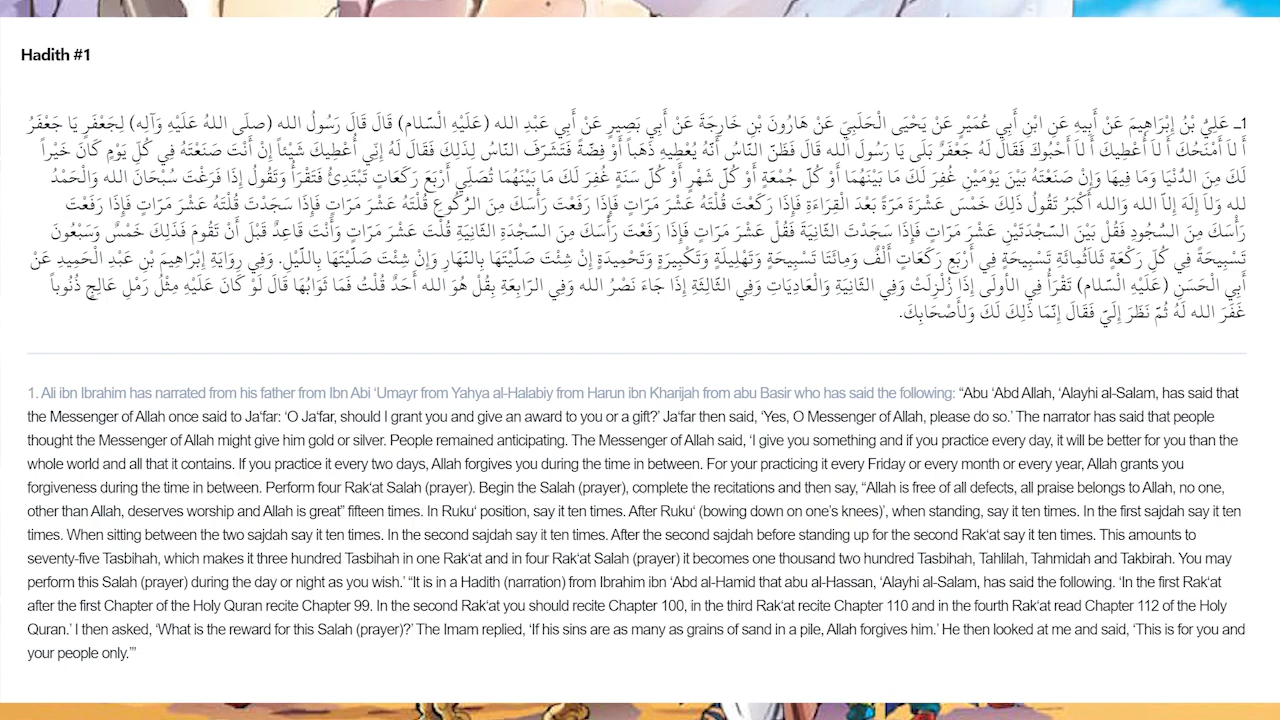 Hadith #1
1ـ عَلِيُّ بْنُ إِبْرَاهِيمَ عَنْ أَبِيهِ عَنِ ابْنِ أَبِي عُمَيْرٍ عَنْ يَحْيَى الْحَلَبِيِّ عَنْ هَارُونَ بْنِ خَارِجَةَ عَنْ أَبِي بَصِيرٍ عَنْ أَبِي عَبْدِ الله (عَلَيْهِ السَّلام) قَالَ قَالَ رَسُولُ الله (صلَّى اللهُ عَلَيْهِ وَآلِه) لِجَعْفَرٍ يَا جَعْفَرُ
أَ لاَ أَمْنَحُكَ أَ لاَ أُعْطِيكَ أَ لاَ أَحْبُوكَ فَقَالَ لَهُ جَعْفَرٌ بَلَى يَا رَسُولَ الله قَالَ فَظَنَّ النَّاسُ أَنَّهُ يُعْطِيهِ ذَهَباً أَوْ فِضَّةً فَتَشَرَّفَ النَّاسُ لِذَلِكَ فَقَالَ لَهُ إِنِّي أُعْطِيكَ شَيْئاً إِنْ أَنْتَ صَنَعْتَهُ فِي كُلِّ يَوْمٍ كَانَ خَيْراً
لَكَ مِنَ الدُّنْيَا وَمَا فِيهَا وَإِنْ صَنَعْتَهُ بَيْنَ يَوْمَيْنِ غُفِرَ لَكَ مَا بَيْنَهُمَا أَوْ كُلَّ جُمْعَةٍ أَوْ كُلَّ شَهْرٍ أَوْ كُلَّ سَنَةٍ غُفِرَ لَكَ مَا بَيْنَهُمَا تُصَلِّي أَرْبَعَ رَكَعَاتٍ تَبْتَدِئُ فَتَقْرَأُ وَتَقُولُ إِذَا فَرَغْتَ سُبْحَانَ الله وَالْحَمْدُ
لله وَلاَ إِلَهَ إِلاَّ الله وَالله أَكْبَرُ تَقُولُ ذَلِكَ خَمْسَ عَشْرَةَ مَرَّةً بَعْدَ الْقِرَاءَةِ فَإِذَا رَكَعْتَ قُلْتَهُ عَشْرَ مَرَّاتٍ فَإِذَا رَفَعْتَ رَأْسَكَ مِنَ الرُّكُوعِ قُلْتَهُ عَشْرَ مَرَّاتٍ فَإِذَا سَجَدْتَ قُلْتَهُ عَشْرَ مَرَّاتٍ فَإِذَا رَفَعْتَ
رَأْسَكَ مِنَ السُّجُودِ فَقُلْ بَيْنَ السَّجْدَتَيْنِ عَشْرَ مَرَّاتٍ فَإِذَا سَجَدْتَ الثَّانِيَةَ فَقُلْ عَشْرَ مَرَّاتٍ فَإِذَا رَفَعْتَ رَأْسَكَ مِنَ السَّجْدَةِ الثَّانِيَةِ قُلْتَ عَشْرَ مَرَّاتٍ وَأَنْتَ قَاعِدٌ قَبْلَ أَنْ تَقُومَ فَذَلِكَ خَمْسٌ وَسَبْعُونَ
تَسْبِيحَةً فِي كُلِّ رَكْعَةٍ ثَلاَثُمِائَةِ تَسْبِيحَةٍ فِي أَرْبَعِ رَكَعَاتٍ أَلْفٌ وَمِائَتَا تَسْبِيحَةٍ وَتَهْلِيلَةٍ وَتَكْبِيرَةٍ وَتَحْمِيدَةٍ إِنْ شِئْتَ صَلَّيْتَهَا بِالنَّهَارِ وَإِنْ شِئْتَ صَلَّيْتَهَا بِاللَّيْلِ. وَفِي رِوَايَةِ إِبْرَاهِيمَ بْنِ عَبْدِ الْحَمِيدِ عَنْ
أَبِي الْحَسَنِ (عَلَيْهِ السَّلام) تَقْرَأُ فِي الأُولَى إِذَا زُلْزِلَتْ وَفِي الثَّانِيَةِ وَالْعَادِيَاتِ وَفِي الثَّالِثَةِ إِذَا جَاءَ نَصْرُ الله وَفِي الرَّابِعَةِ بِقُلْ هُوَ الله أَحَدٌ قُلْتُ فَمَا ثَوَابُهَا قَالَ لَوْ كَانَ عَلَيْهِ مِثْلُ رَمْلِ عَالِجٍ ذُنُوباً
غَفَرَ الله لَهُ ثُمَّ نَظَرَ إِلَيَّ فَقَالَ إِنَّمَا ذَلِكَ لَكَ وَلأَصْحَابِكَ.
1. Ali ibn Ibrahim has narrated from his father from Ibn Abi ‘Umayr from Yahya al-Halabiy from Harun ibn Kharijah from abu Basir who has said the following: “Abu ‘Abd Allah, ‘Alayhi al-Salam, has said that
the Messenger of Allah once said to Ja‘far: ‘O Ja‘far, should I grant you and give an award to you or a gift?’ Ja‘far then said, ‘Yes, O Messenger of Allah, please do so.’ The narrator has said that people
thought the Messenger of Allah might give him gold or silver. People remained anticipating. The Messenger of Allah said, ‘I give you something and if you practice every day, it will be better for you than the
whole world and all that it contains. If you practice it every two days, Allah forgives you during the time in between. For your practicing it every Friday or every month or every year, Allah grants you
forgiveness during the time in between. Perform four Rak‘at Salah (prayer). Begin the Salah (prayer), complete the recitations and then say, “Allah is free of all defects, all praise belongs to Allah, no one,
other than Allah, deserves worship and Allah is great” fifteen times. In Ruku‘ position, say it ten times. After Ruku‘ (bowing down on one’s knees)’, when standing, say it ten times. In the first sajdah say it ten
times. When sitting between the two sajdah say it ten times. In the second sajdah say it ten times. After the second sajdah before standing up for the second Rak‘at say it ten times. This amounts to
seventy-five Tasbihah, which makes it three hundred Tasbihah in one Rak‘at and in four Rak‘at Salah (prayer) it becomes one thousand two hundred Tasbihah, Tahlilah, Tahmidah and Takbirah. You may
perform this Salah (prayer) during the day or night as you wish.’ “It is in a Hadith (narration) from Ibrahim ibn ‘Abd al-Hamid that abu al-Hassan, ‘Alayhi al-Salam, has said the following. ‘In the first Rak‘at
after the first Chapter of the Holy Quran recite Chapter 99. In the second Rak‘at you should recite Chapter 100, in the third Rak‘at recite Chapter 110 and in the fourth Rak‘at read Chapter 112 of the Holy
Quran.’ I then asked, ‘What is the reward for this Salah (prayer)?’ The Imam replied, ‘If his sins are as many as grains of sand in a pile, Allah forgives him.’ He then looked at me and said, ‘This is for you and
your people only.’”